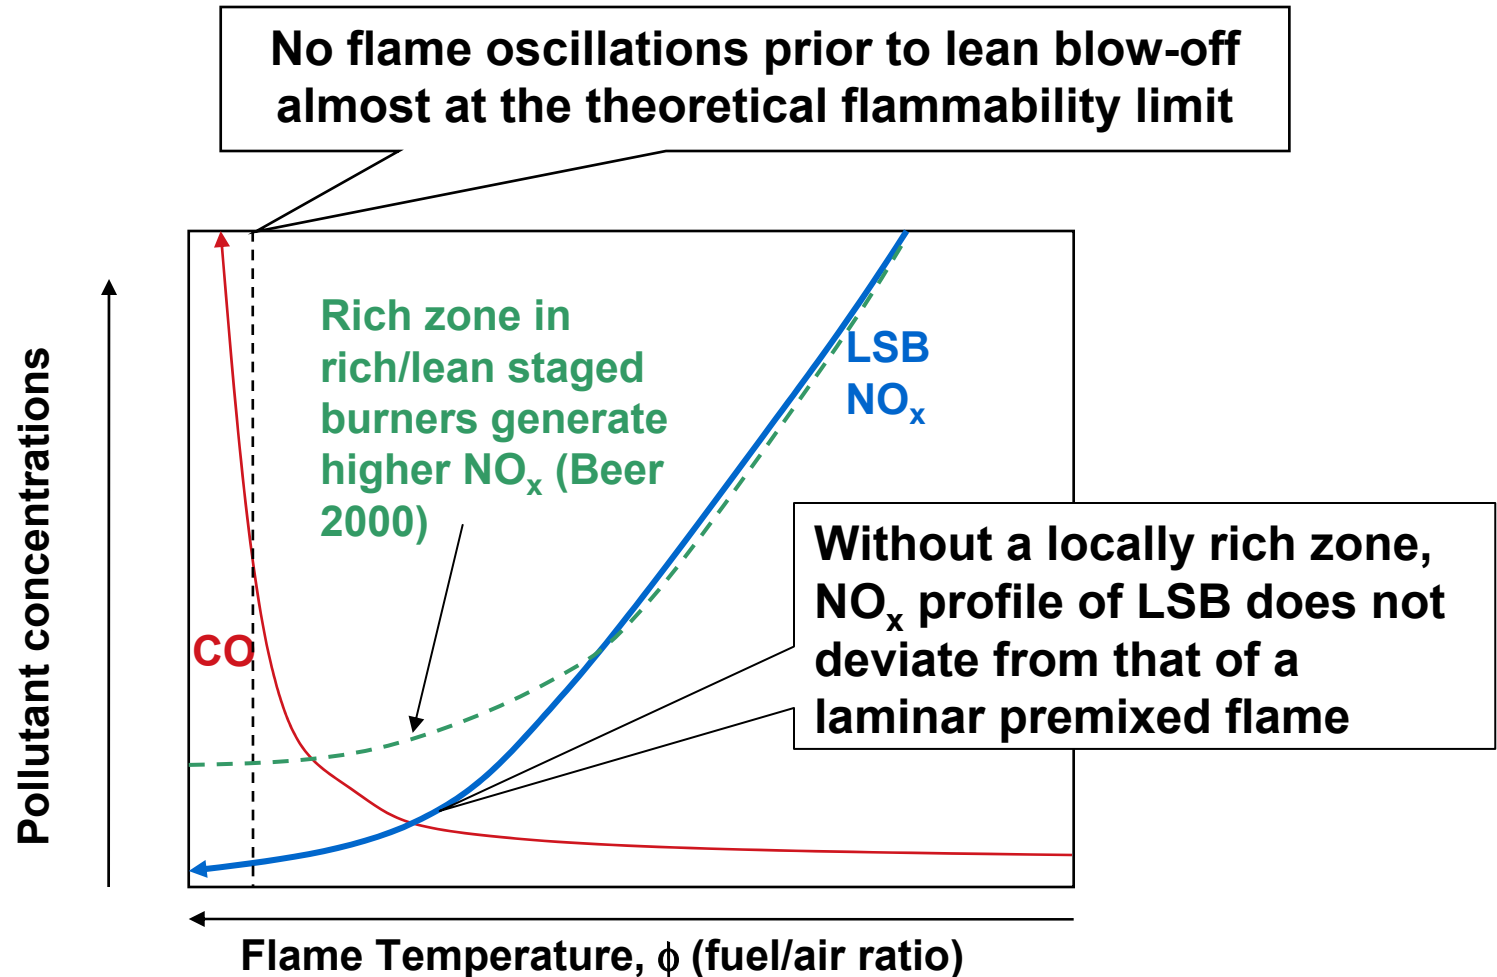 No flame oscillations prior to lean blow-off
almost at the theoretical flammability limit
Rich zone in
rich/lean staged
burners generate
higher NOx (Beer
2000)
LSB
NOx
Without a locally rich zone,
NOx profile of LSB does not
deviate from that of a
laminar premixed flame
CO
Pollutant concentrations
Flame Temperature, ϕ (fuel/air ratio)